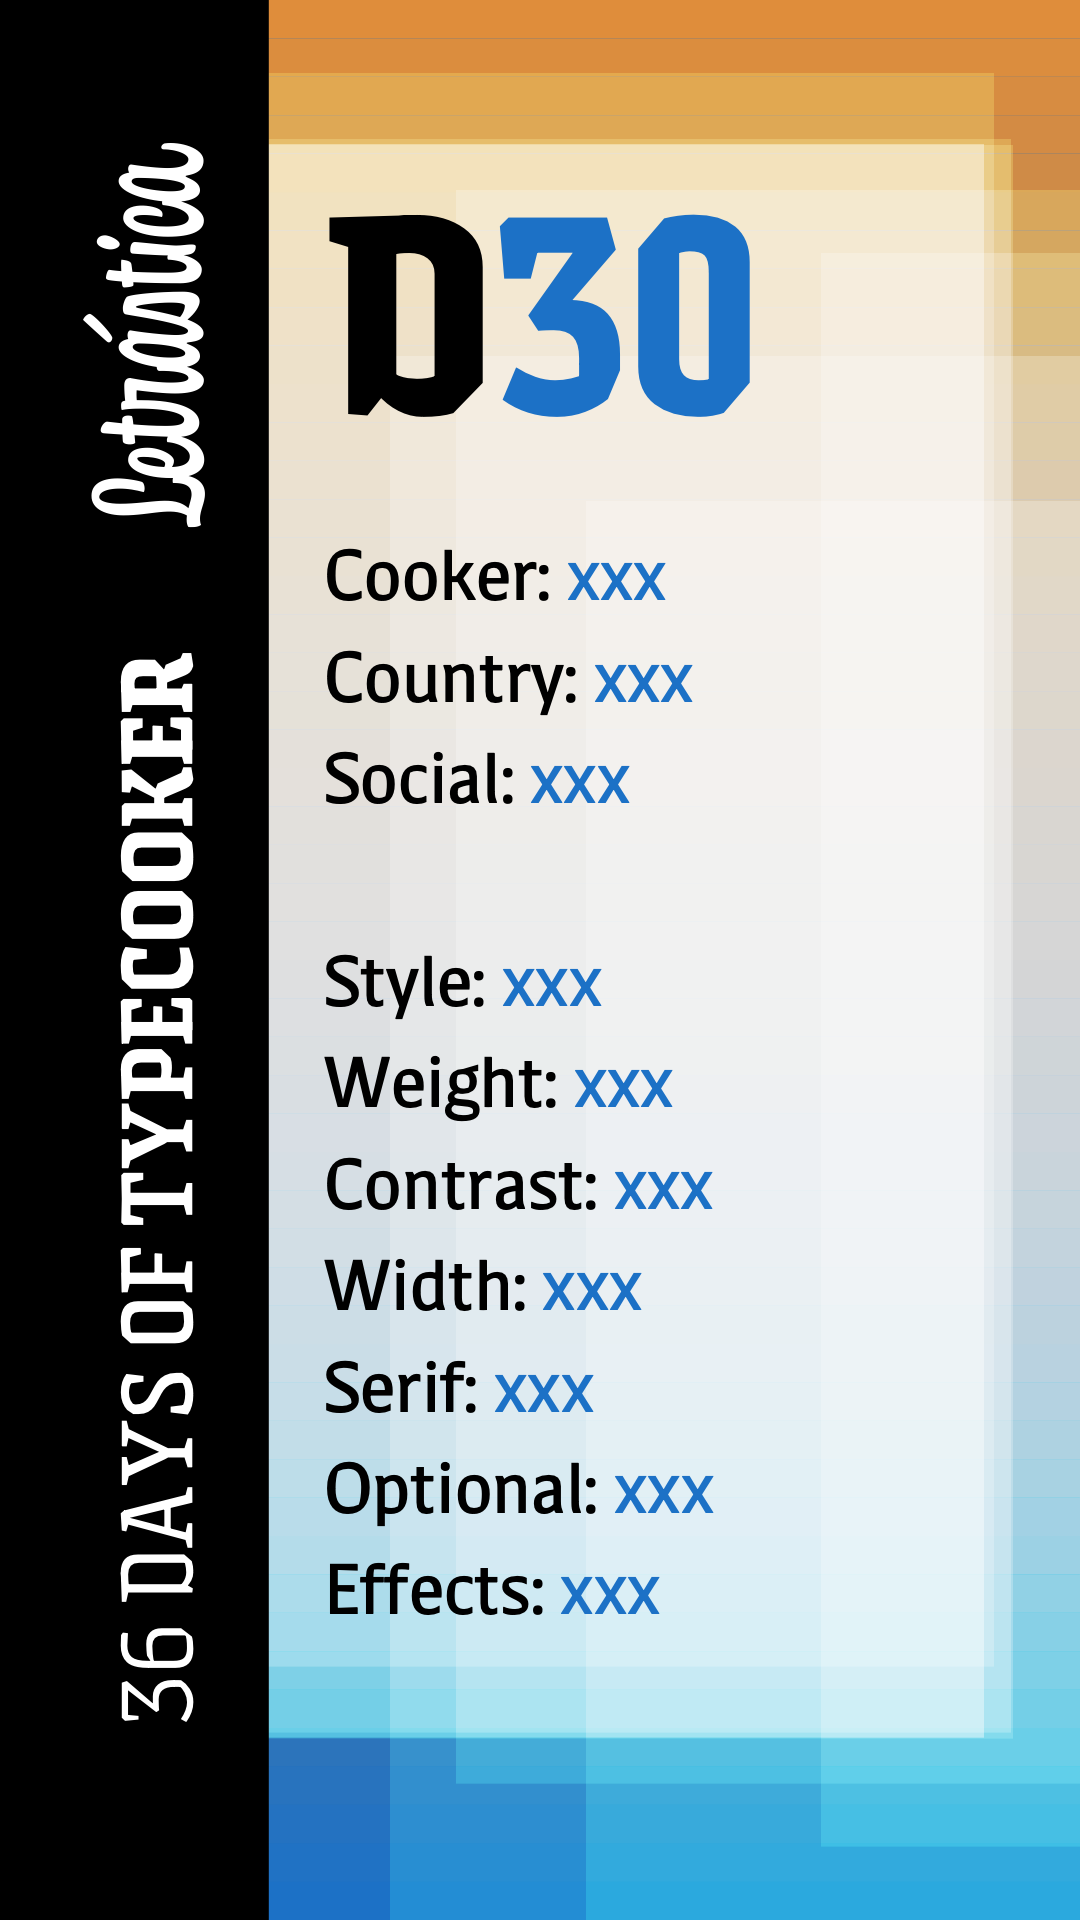 Letrástica
36 DAYS OF TYPECOOKER
D30
Cooker: xxx
Country: xxx
Social: xxx
Style: xxx
Weight: xxx
Contrast: xxx
Width: xxx
Serif: xxx
Optional: xxx
Effects: xxx